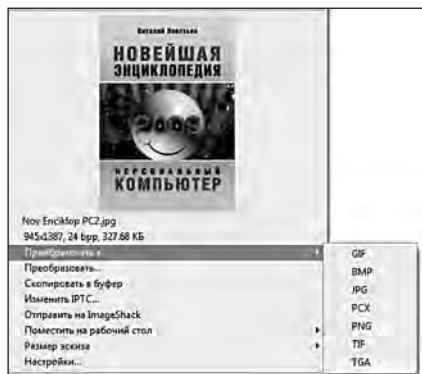 Виталий Леонтьев
НОВЕЙШАЯ
ЭНЦИКЛОПЕДИЯ
2009
ПЕРСОНАЛЬНЫЙ
КОМПЬЮТЕР
Nov Enciklop PC2.jpg
945x1387, 24 bpp, 327.68 КБ
Преобразовать в
Преобразовать...
Скопировать в буфер
Изменить IPTC...
Отправить на ImageShack
Поместить на рабочий стол
Размер эскиза
Настройки...
GIF
BMP
JPG
PCX
PNG
TIF
TGA